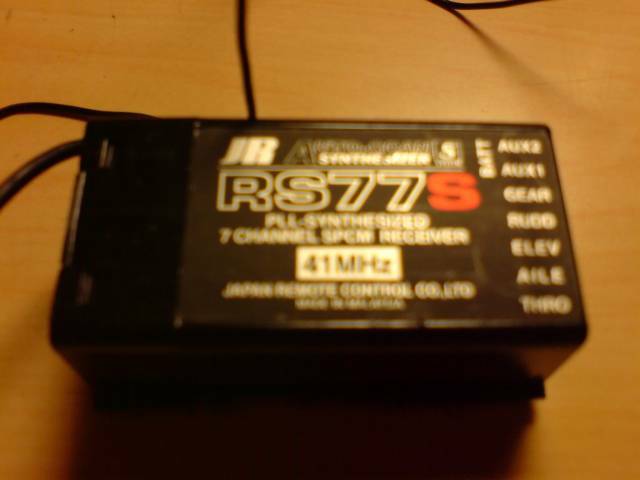 JR
SYNTHESIZER
RS77S
PLL-SYNTHESIZED
7 CHANNEL SPCM RECEIVER
41MHz
JAPAN REMOTE CONTROL CO.,LTD
MADE IN MALAYSIA
BATT
AUX2
AUX1
GEAR
RUDD
ELEV
AILE
THRO